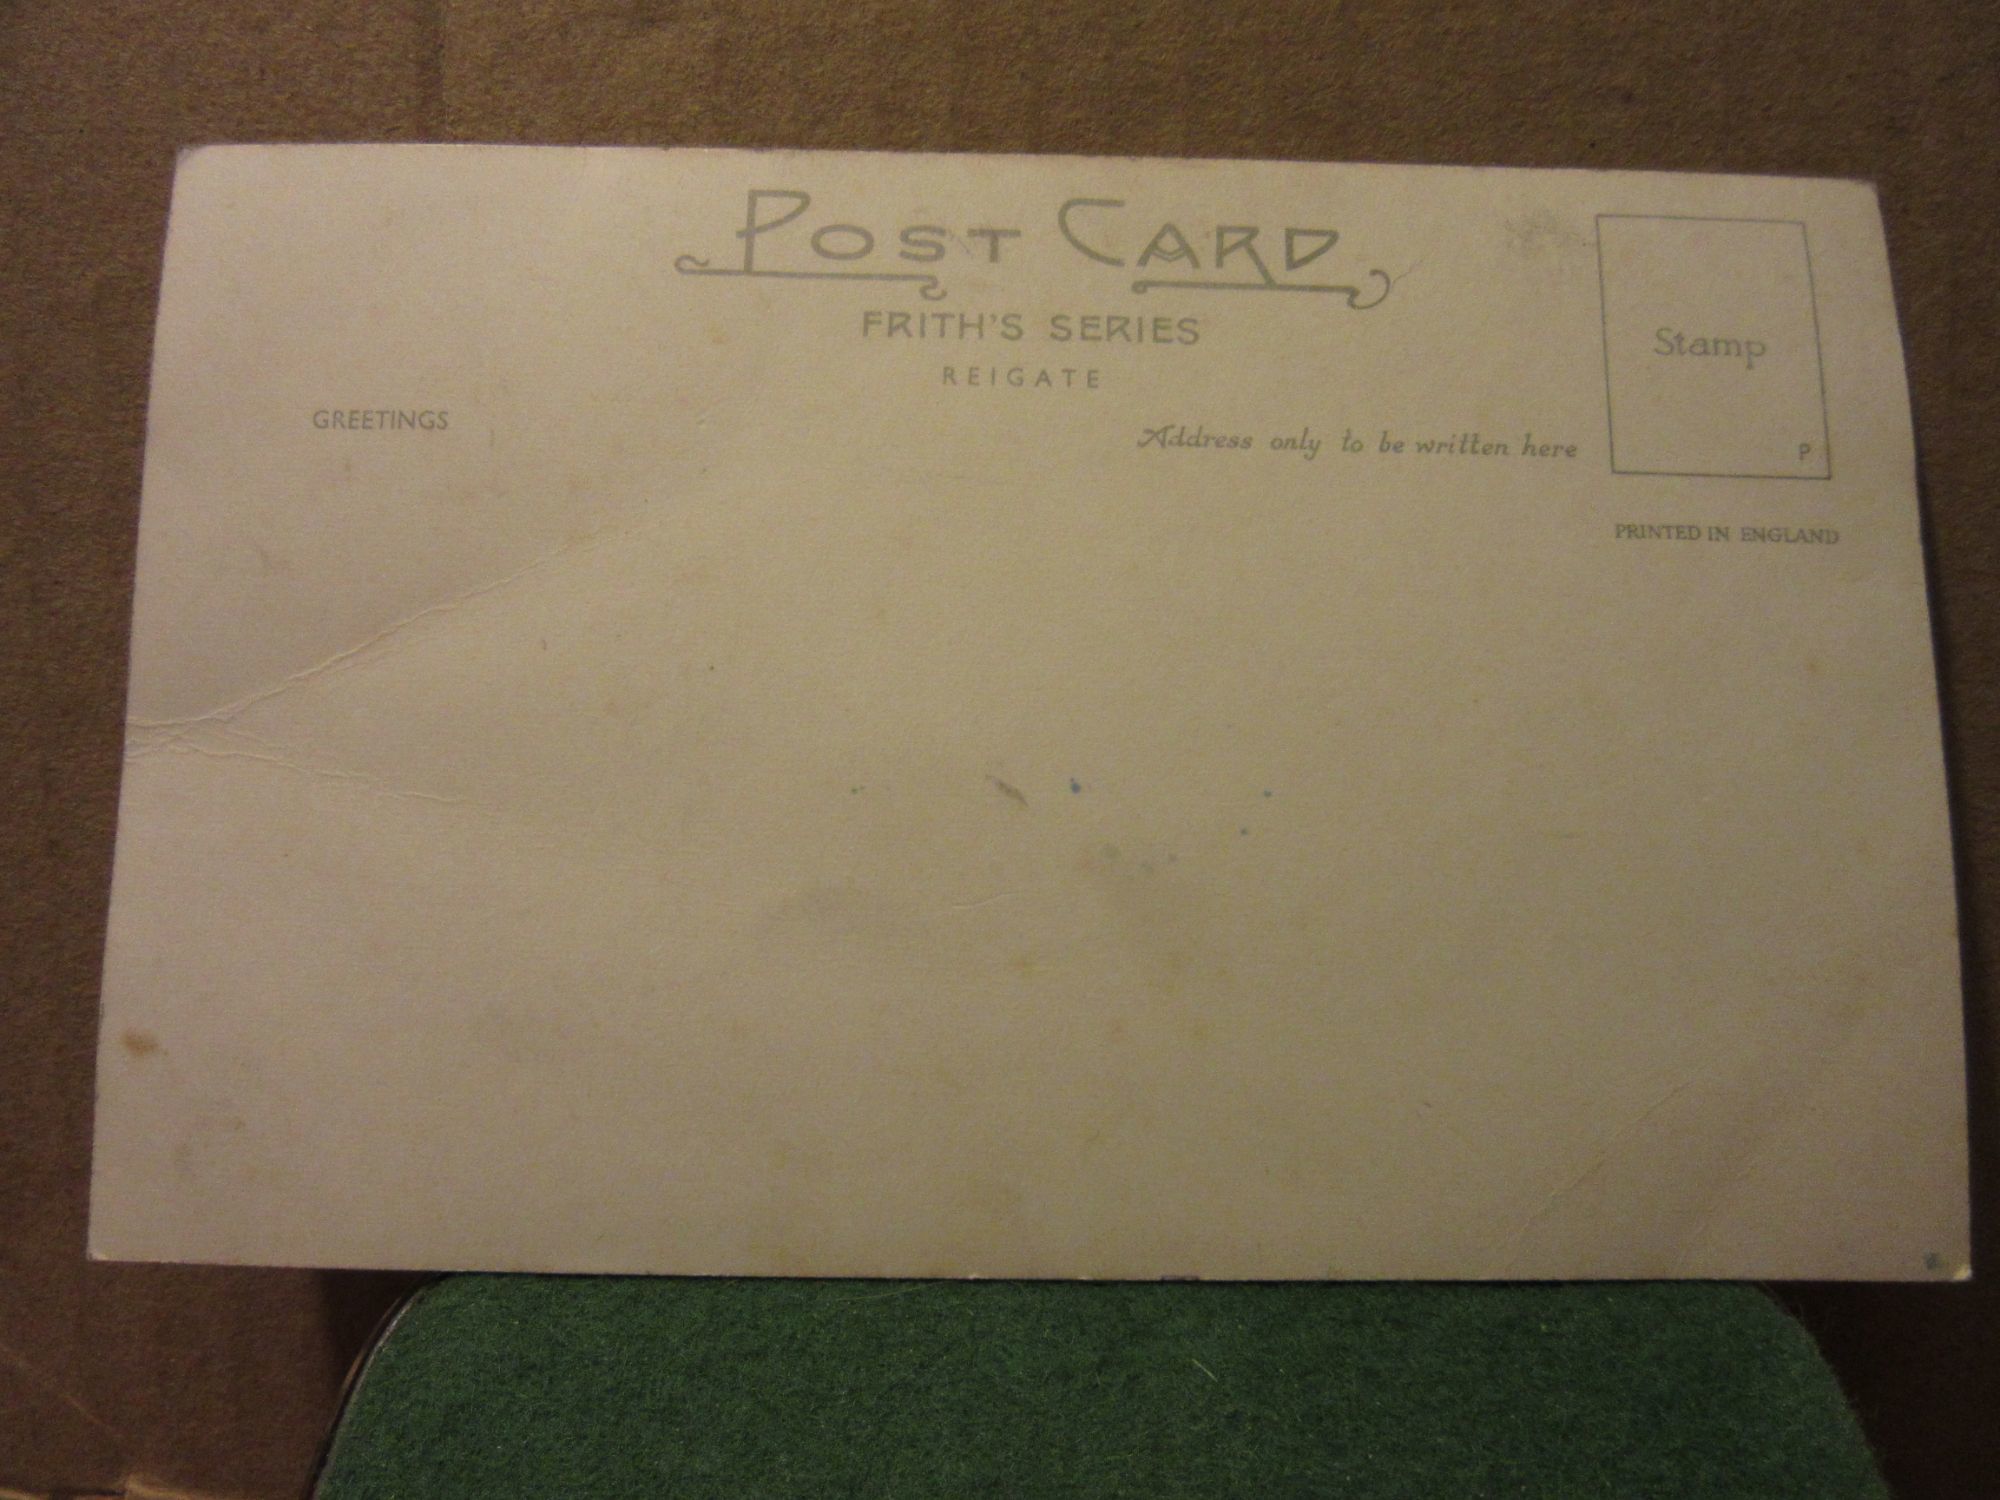 POST CARD
FRITH'S SERIES
REIGATE
GREETINGS
Address only to be written here
Stamp
P
PRINTED IN ENGLAND